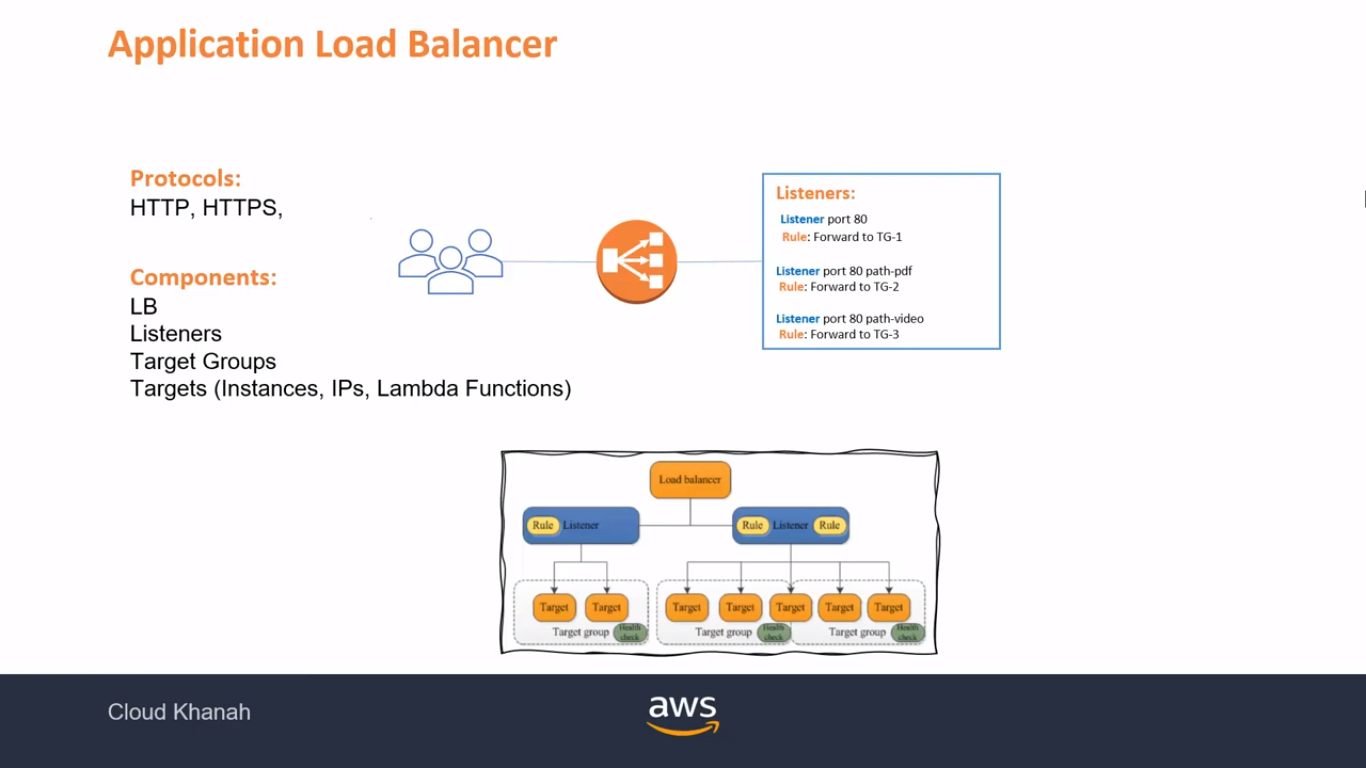 Application Load Balancer
Protocols:
HTTP, HTTPS,
Components:
LB
Listeners
Target Groups
Targets (Instances, IPs, Lambda Functions)
Listeners:
Listener port 80
Rule: Forward to TG-1
Listener port 80 path-pdf
Rule: Forward to TG-2
Listener port 80 path-video
Rule: Forward to TG-3
Load balancer
Rule Listener
Rule Listener Rule
Target Target
Target Target Target Target Target
Target group Health check
Target group Health check
Target group Health check
Cloud Khanah
aws